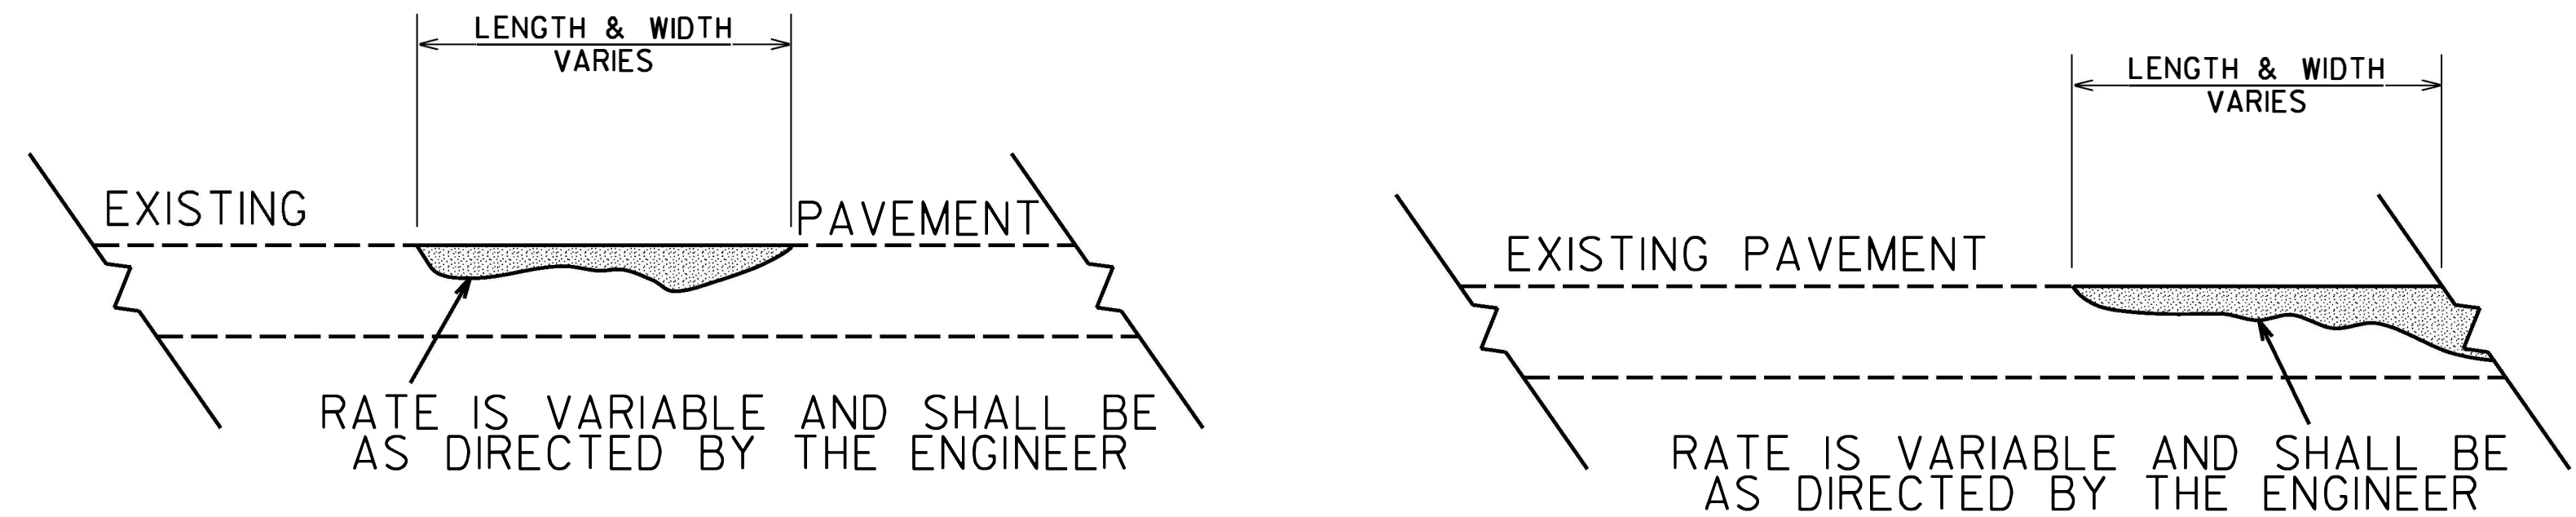 LENGTH & WIDTH
VARIES
EXISTING PAVEMENT
RATE IS VARIABLE AND SHALL BE
AS DIRECTED BY THE ENGINEER
LENGTH & WIDTH
VARIES
EXISTING PAVEMENT
RATE IS VARIABLE AND SHALL BE
AS DIRECTED BY THE ENGINEER